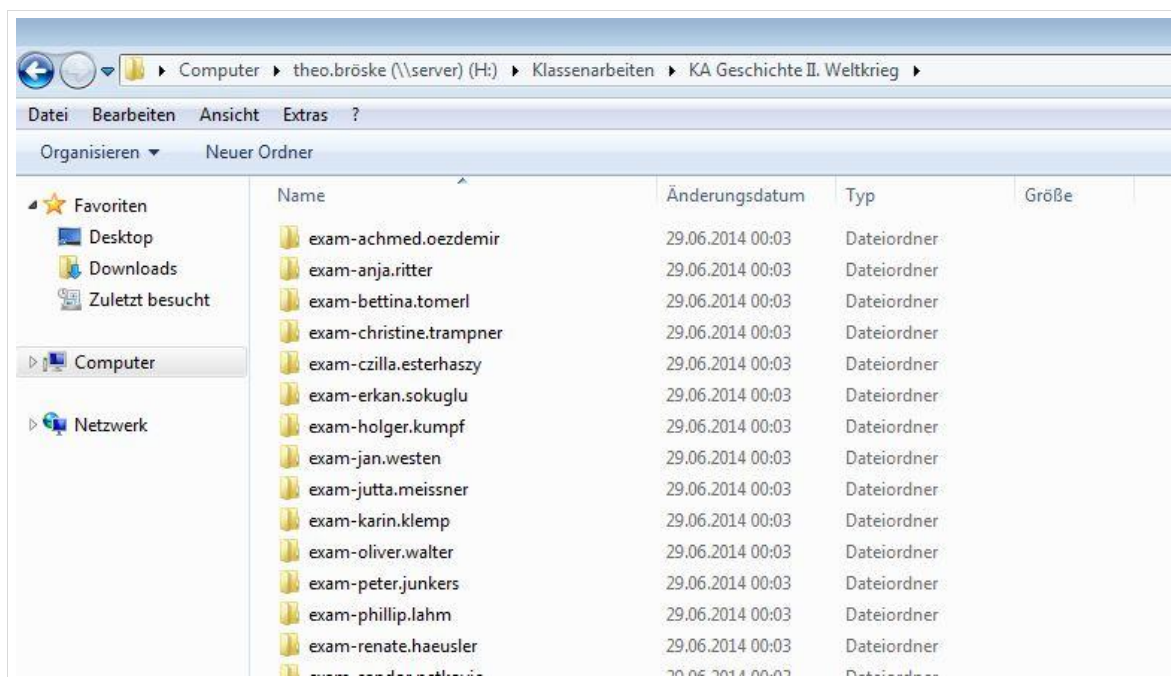 Computer ▸ theo.bröske (\\server) (H:) ▸ Klassenarbeiten ▸ KA Geschichte II. Weltkrieg ▸
Datei Bearbeiten Ansicht Extras ?
Organisieren ▾ Neuer Ordner
Name Änderungsdatum Typ Größe
Favoriten
Desktop
Downloads
Zuletzt besucht
Computer
Netzwerk
exam-achmed.oezdemir 29.06.2014 00:03 Dateiordner
exam-anja.ritter 29.06.2014 00:03 Dateiordner
exam-bettina.tomerl 29.06.2014 00:03 Dateiordner
exam-christine.trampner 29.06.2014 00:03 Dateiordner
exam-czilla.esterhaszy 29.06.2014 00:03 Dateiordner
exam-erkan.sokuglu 29.06.2014 00:03 Dateiordner
exam-holger.kumpf 29.06.2014 00:03 Dateiordner
exam-jan.westen 29.06.2014 00:03 Dateiordner
exam-jutta.meissner 29.06.2014 00:03 Dateiordner
exam-karin.klemp 29.06.2014 00:03 Dateiordner
exam-oliver.walter 29.06.2014 00:03 Dateiordner
exam-peter.junkers 29.06.2014 00:03 Dateiordner
exam-phillip.lahm 29.06.2014 00:03 Dateiordner
exam-renate.haeusler 29.06.2014 00:03 Dateiordner